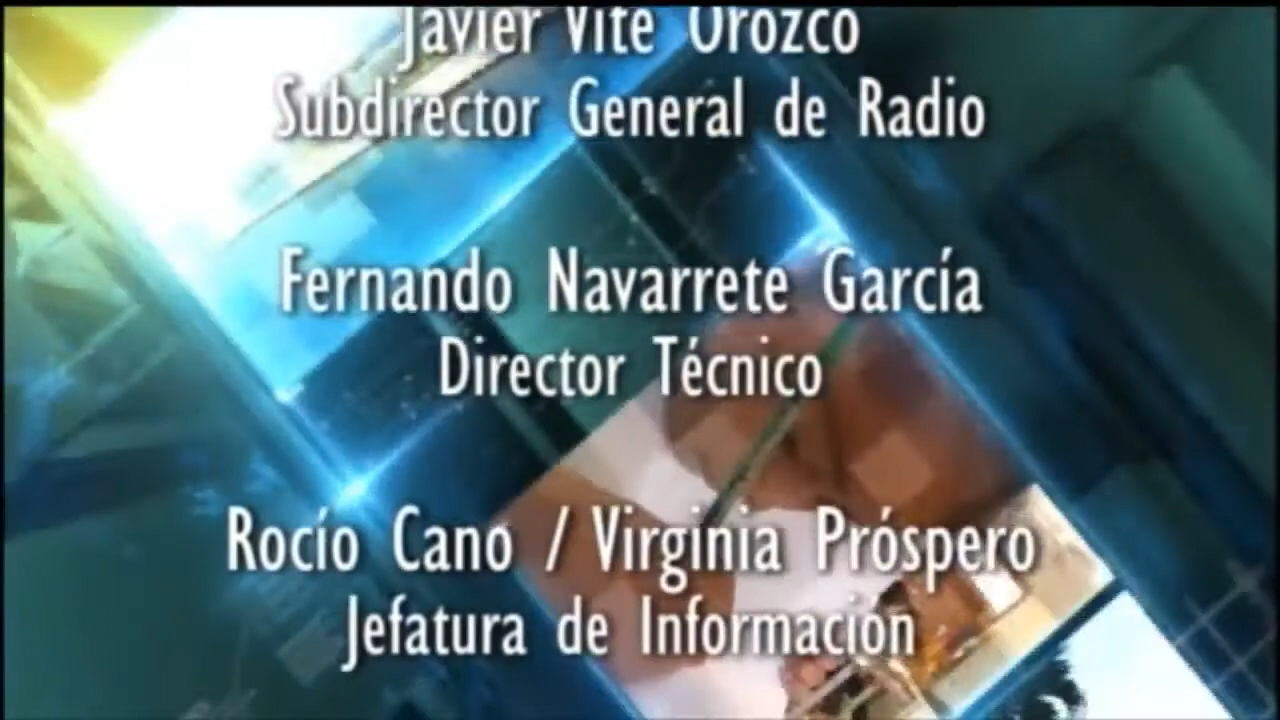 Javier Vite Orozco
Subdirector General de Radio
Fernando Navarrete García
Director Técnico
Rocío Cano / Virginia Próspero
Jefatura de Información